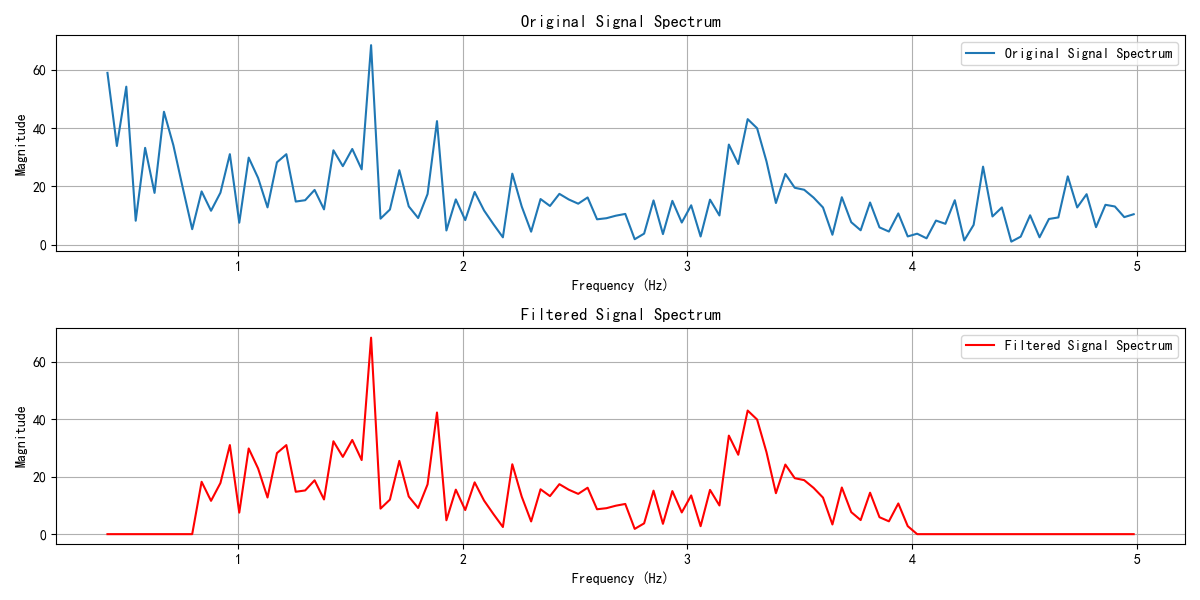 Original Signal Spectrum
Original Signal Spectrum
Magnitude
60
40
20
0
1 2 3 4 5
Frequency (Hz)
Filtered Signal Spectrum
Filtered Signal Spectrum
Magnitude
60
40
20
0
1 2 3 4 5
Frequency (Hz)